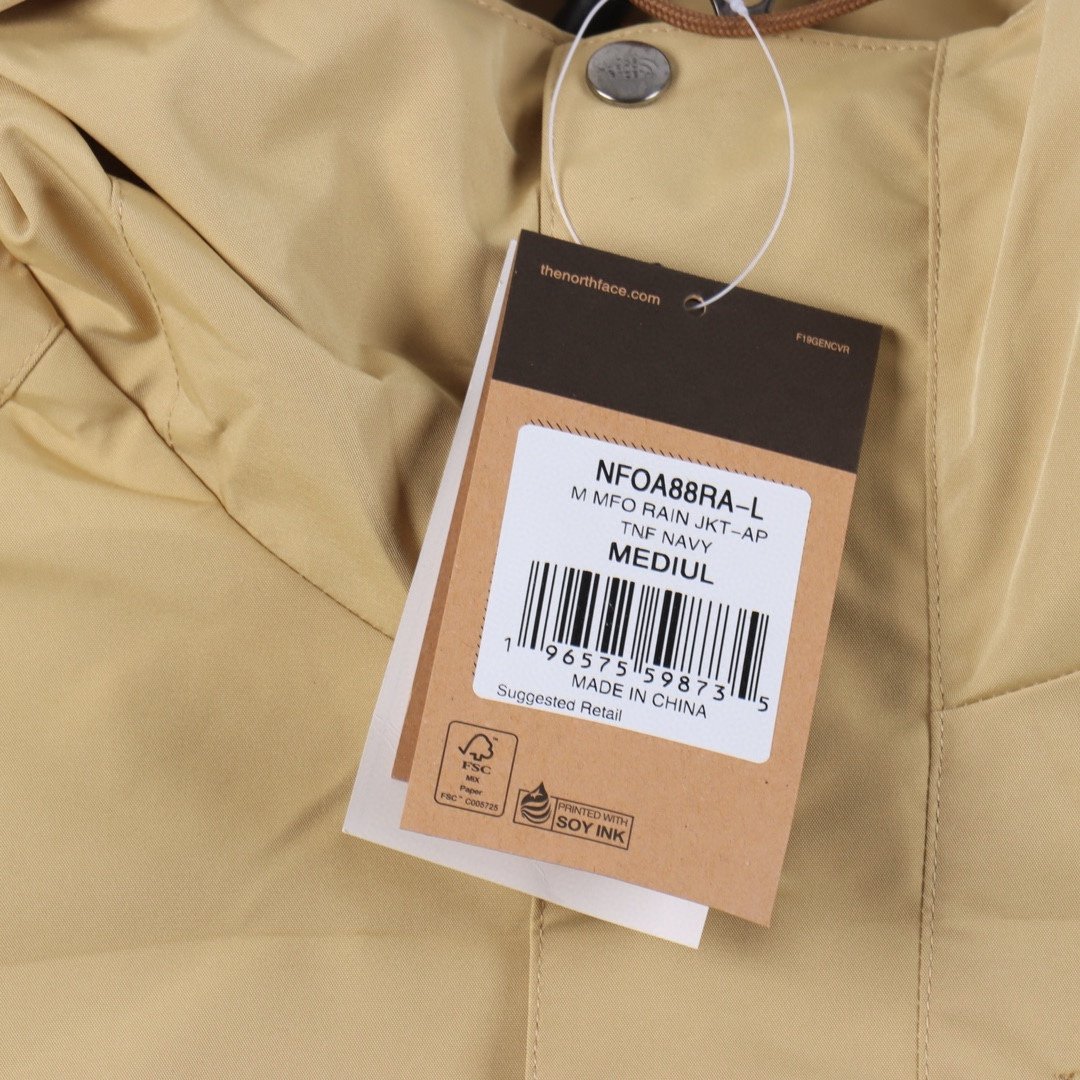 thenorthface.com
F19GENCVR
NFOA88RA-L
M MFO RAIN JKT-AP
TNF NAVY
MEDIUL
1 96575 59873 5
MADE IN CHINA
Suggested Retail
FSC
MIX
Paper
FSC™ C005725
PRINTED WITH
SOY INK